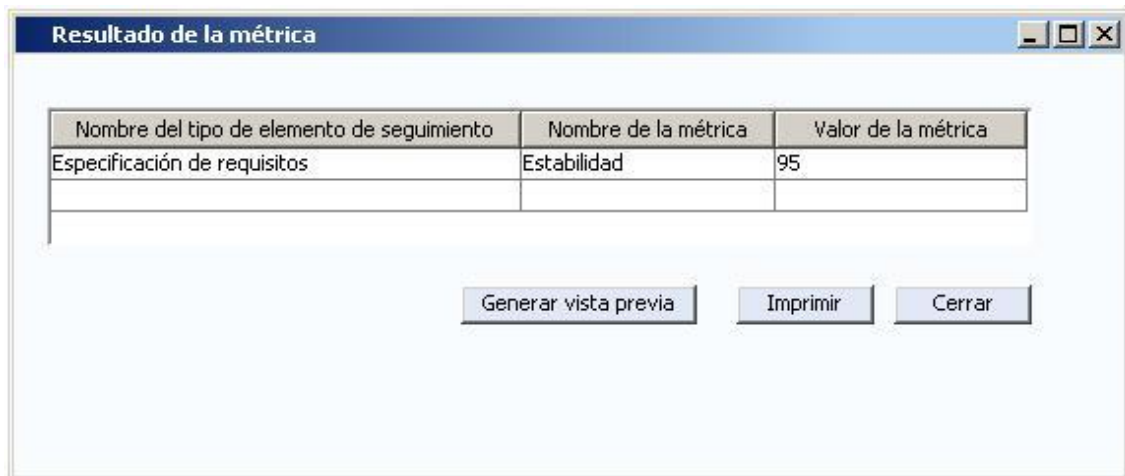 Resultado de la métrica
Nombre del tipo de elemento de seguimiento Nombre de la métrica Valor de la métrica
Especificación de requisitos Estabilidad 95
Generar vista previa Imprimir Cerrar